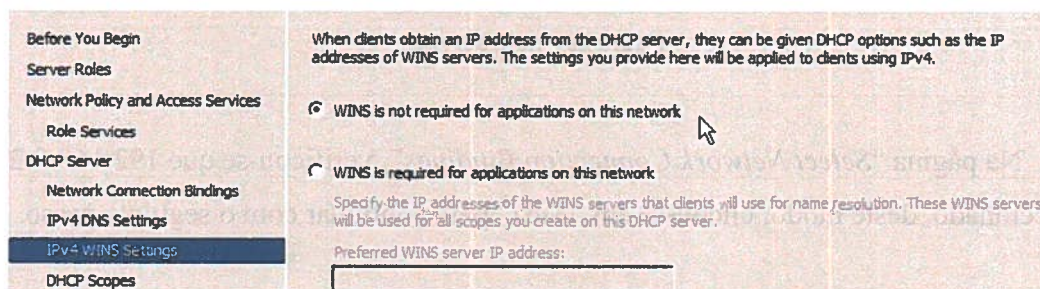 Before You Begin
Server Roles
Network Policy and Access Services
Role Services
DHCP Server
Network Connection Bindings
IPv4 DNS Settings
IPv4 WINS Settings
DHCP Scopes
When clients obtain an IP address from the DHCP server, they can be given DHCP options such as the IP
addresses of WINS servers. The settings you provide here will be applied to clients using IPv4.
WINS is not required for applications on this network
WINS is required for applications on this network
Specify the IP addresses of the WINS servers that clients will use for name resolution. These WINS servers
will be used for all scopes you create on this DHCP server.
Preferred WINS server IP address: